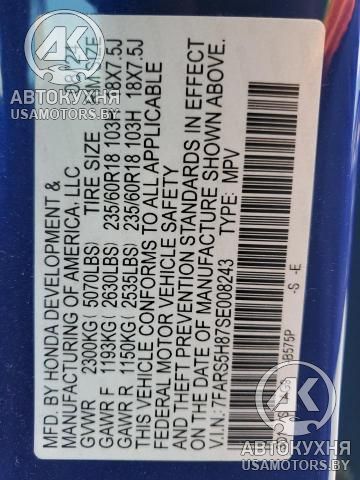 MFD. BY HONDA DEVELOPMENT &
MANUFACTURING OF AMERICA, LLC
GVWR 2300KG( 5070LBS) TIRE SIZE
GAWR F 1193KG( 2630LBS) 235/60R18 103H 18X7.5J
GAWR R 1150KG( 2535LBS) 235/60R18 103H 18X7.5J
THIS VEHICLE CONFORMS TO ALL APPLICABLE
FEDERAL MOTOR VEHICLE SAFETY
AND THEFT PREVENTION STANDARDS IN EFFECT
ON THE DATE OF MANUFACTURE SHOWN ABOVE.
V.I.N: 7FARS5H87SE008243 TYPE: MPV
B575P
-S -E
АВТОКУХНЯ
USAMOTORS.BY
АВТОКУХНЯ
USAMOTORS.BY